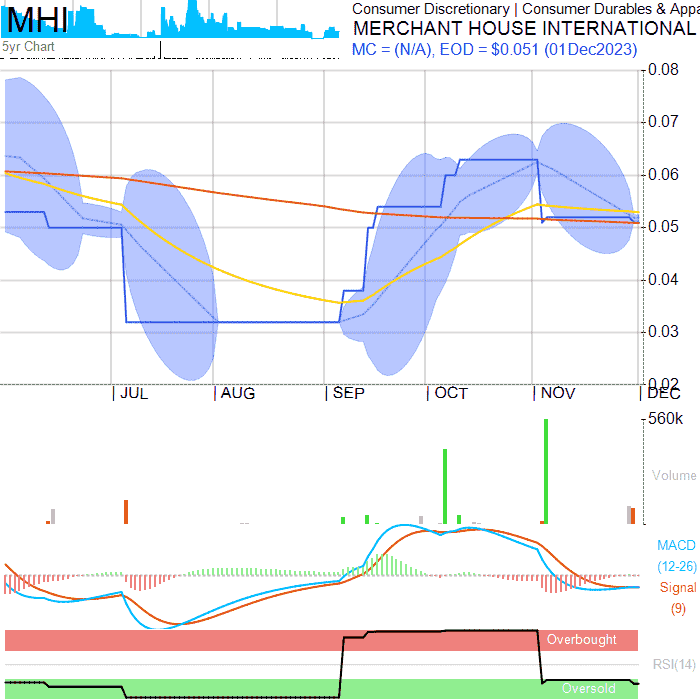 MHI
Consumer Discretionary | Consumer Durables & Appa
MERCHANT HOUSE INTERNATIONAL
5yr Chart
MC = (N/A), EOD = $0.051 (01Dec2023)
0.08
0.07
0.06
0.05
0.04
0.03
0.02
JUL AUG SEP OCT NOV DEC
560k
Volume
MACD
(12-26)
Signal
(9)
Overbought
RSI(14)
Oversold